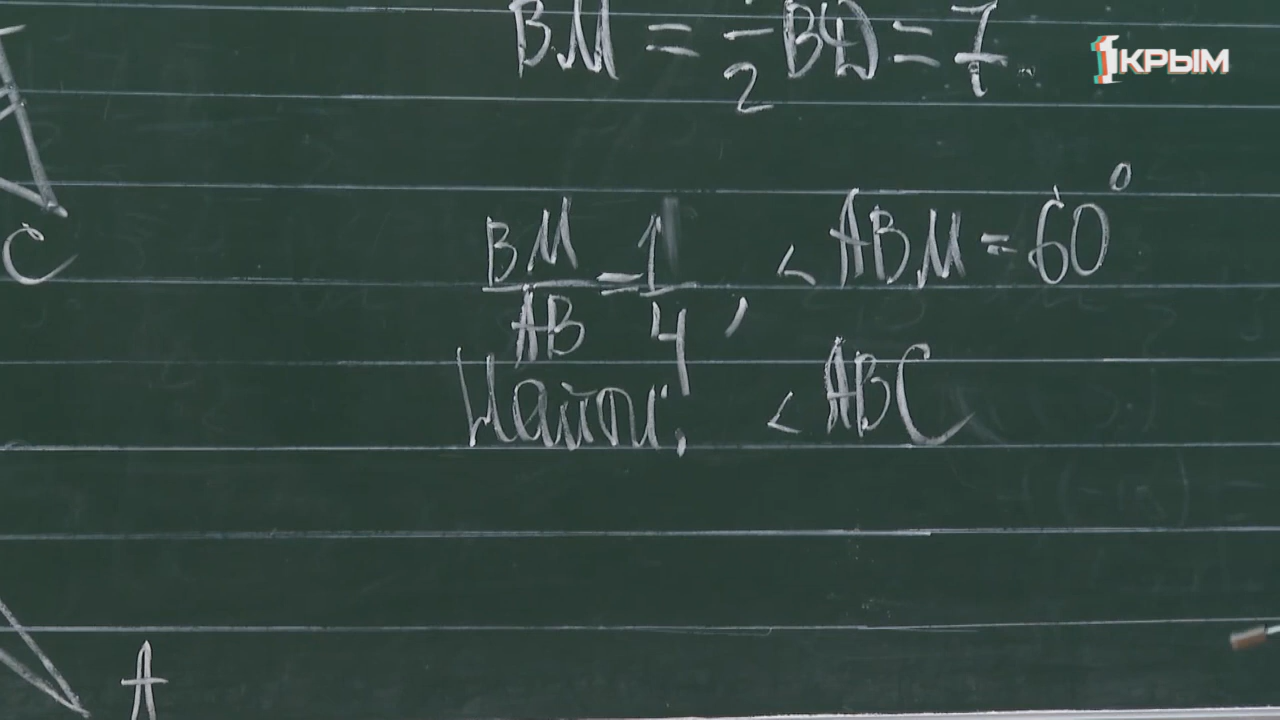 BM = 1/2 BD = 7
1КРЫМ
C
BM/AB = 1/4, < ABM = 60°
Найти: < ABC
A